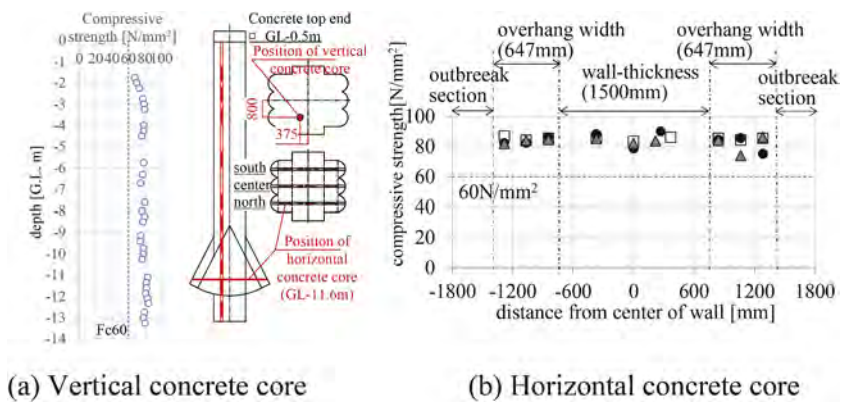 Compressive
strength [N/mm²]
0 20 40 60 80 100
-1
-2
-3
-4
-5
-6
-7
-8
-9
-10
-11
-12
-13
-14
depth [G.L. m]
Fc60
Concrete top end
GL-0.5m
Position of vertical
concrete core
800
375
south
center
north
Position of
horizontal
concrete core
(GL-11.6m)
(a) Vertical concrete core
overhang width
(647mm)
overhang width
(647mm)
outbreeak
section
wall-thickness
(1500mm)
outbreak
section
compressive strength[N/mm²]
100
80
60
40
20
0
60N/mm²
-1800 -1200 -600 0 600 1200 1800
distance from center of wall [mm]
(b) Horizontal concrete core